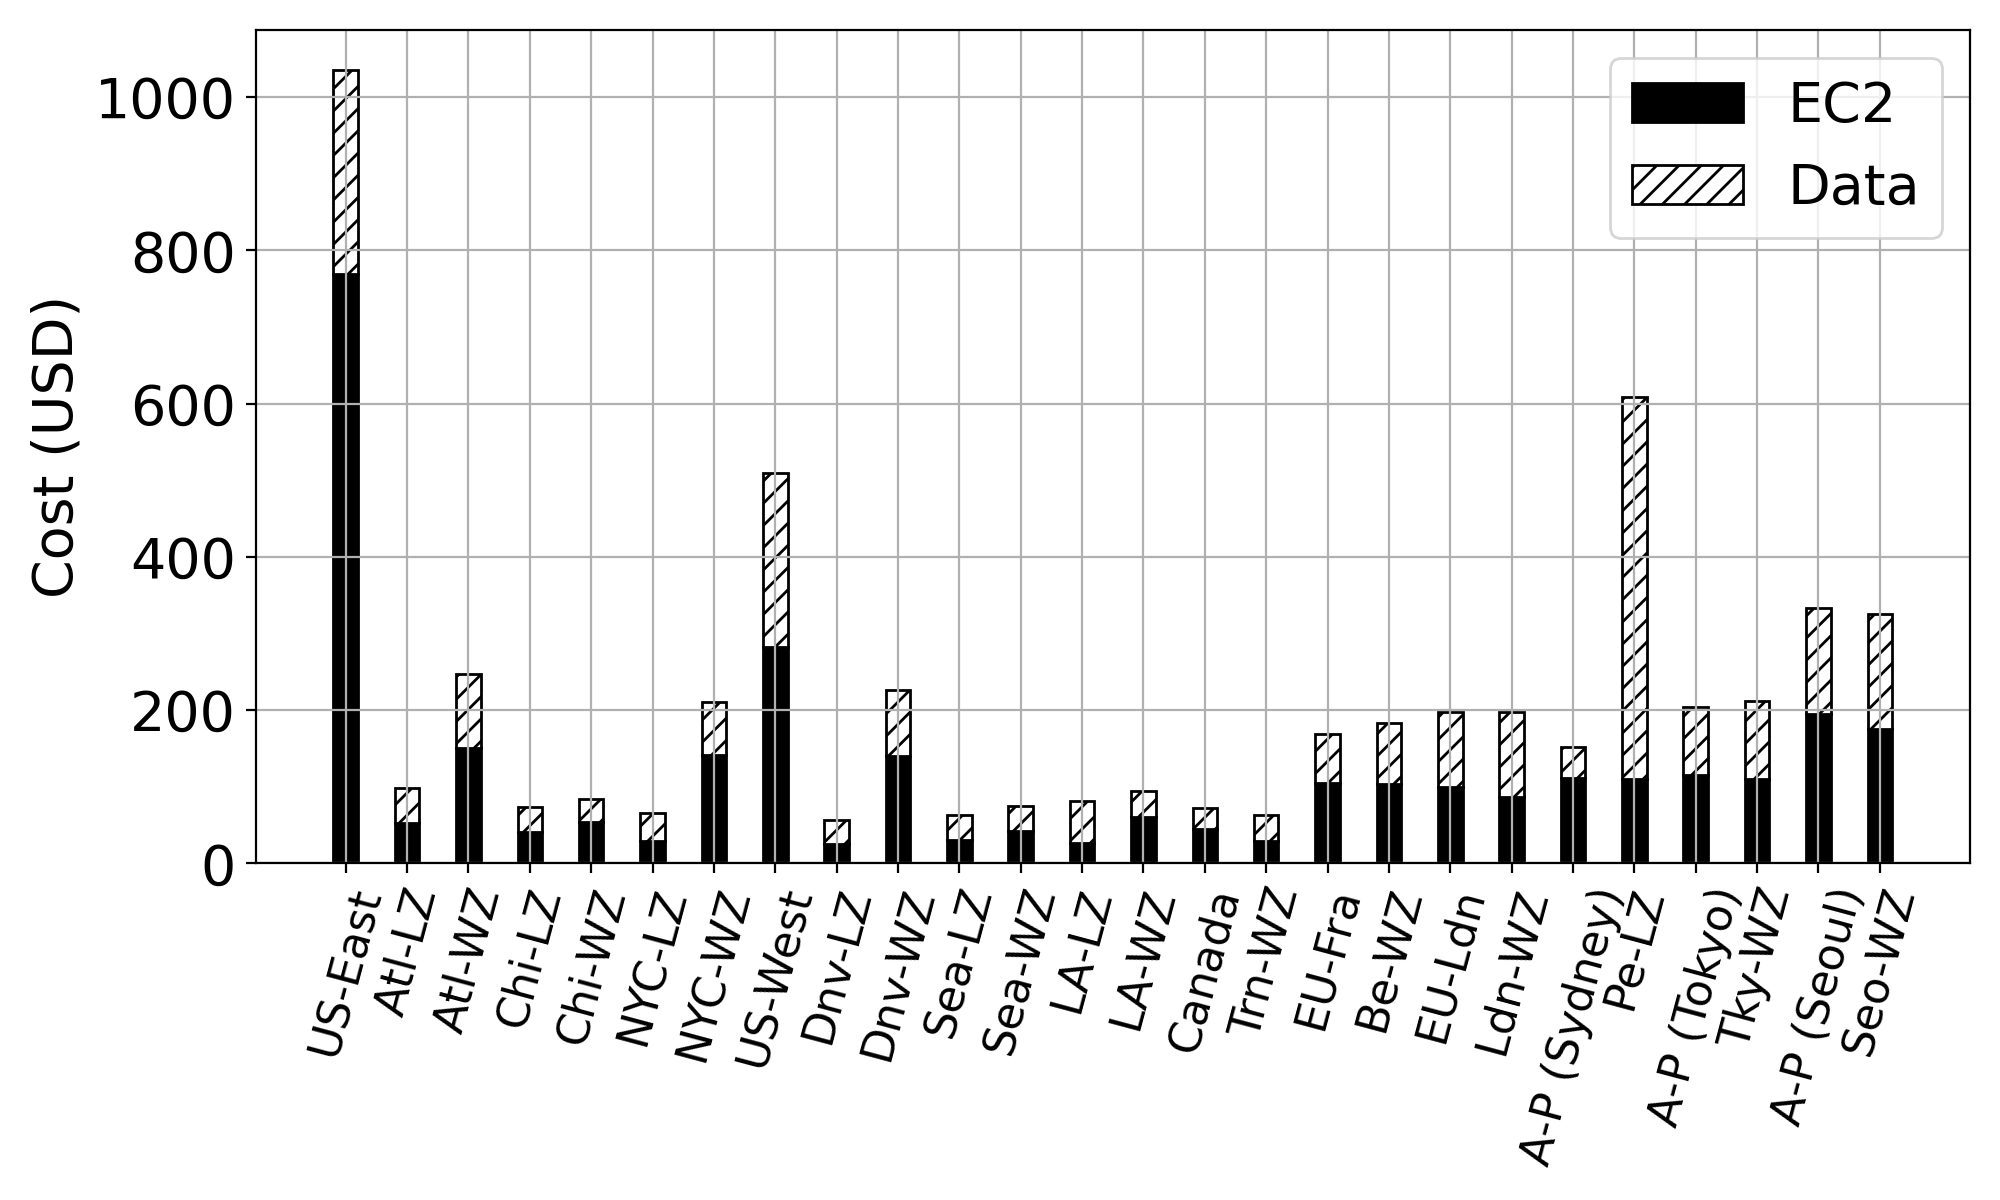 Cost (USD)
1000
800
600
400
200
0
EC2
Data
US-East
Atl-LZ
Atl-WZ
Chi-LZ
Chi-WZ
NYC-LZ
NYC-WZ
US-West
Dnv-LZ
Dnv-WZ
Sea-LZ
Sea-WZ
LA-LZ
LA-WZ
Canada
Trn-WZ
EU-Fra
Be-WZ
EU-Ldn
Ldn-WZ
A-P (Sydney)
Pe-LZ
A-P (Tokyo)
Tky-WZ
A-P (Seoul)
Seo-WZ